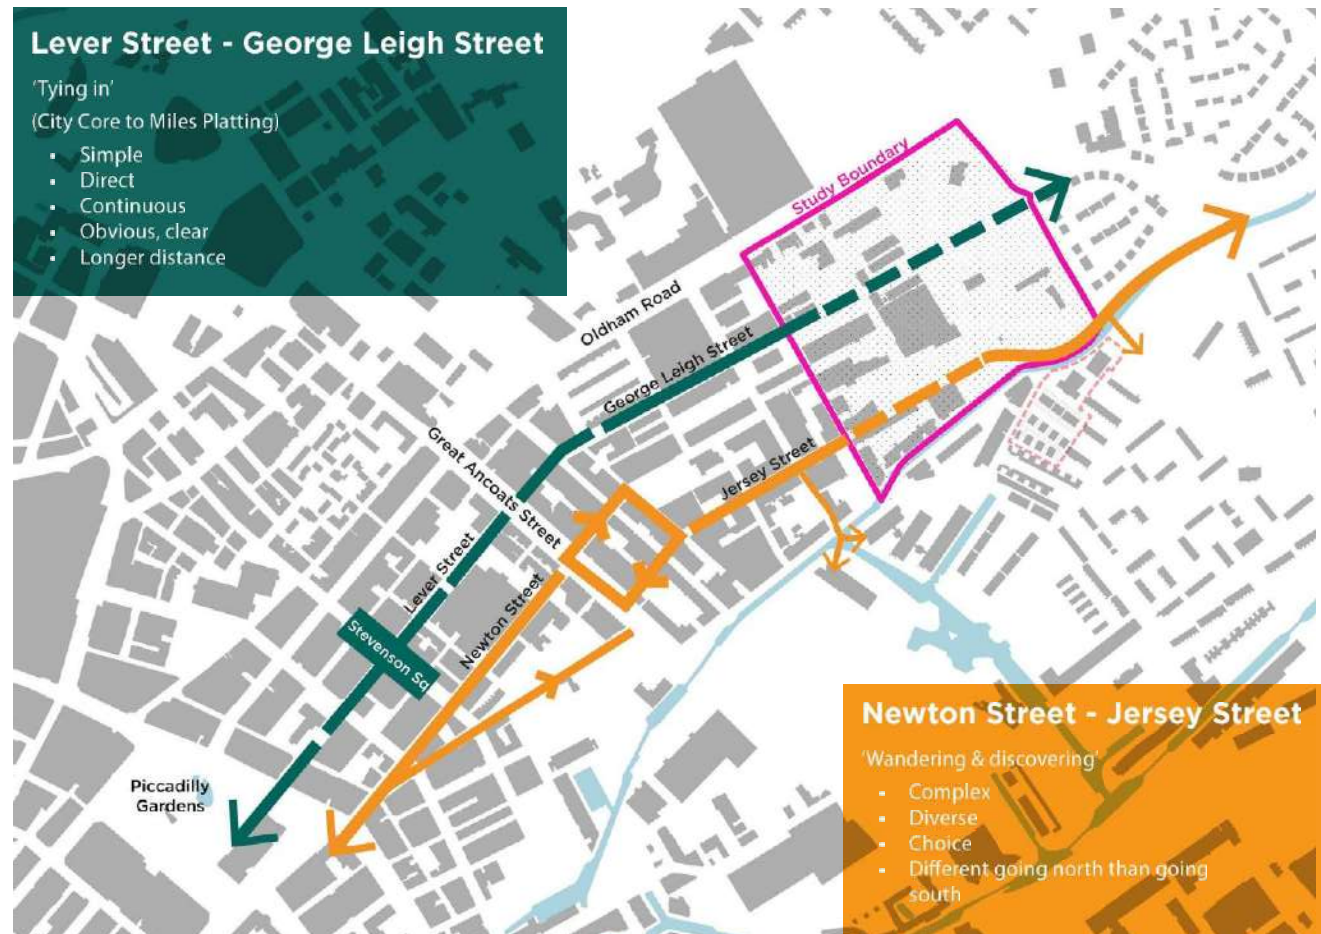 Lever Street - George Leigh Street
'Tying in'
(City Core to Miles Platting)
▪ Simple
▪ Direct
▪ Continuous
▪ Obvious, clear
▪ Longer distance
Study Boundary
Oldham Road
George Leigh Street
Great Ancoats Street
Jersey Street
Lever Street
Newton Street
Stevenson Sq
Piccadilly
Gardens
Newton Street - Jersey Street
'Wandering & discovering'
▪ Complex
▪ Diverse
▪ Choice
▪ Different going north than going
south